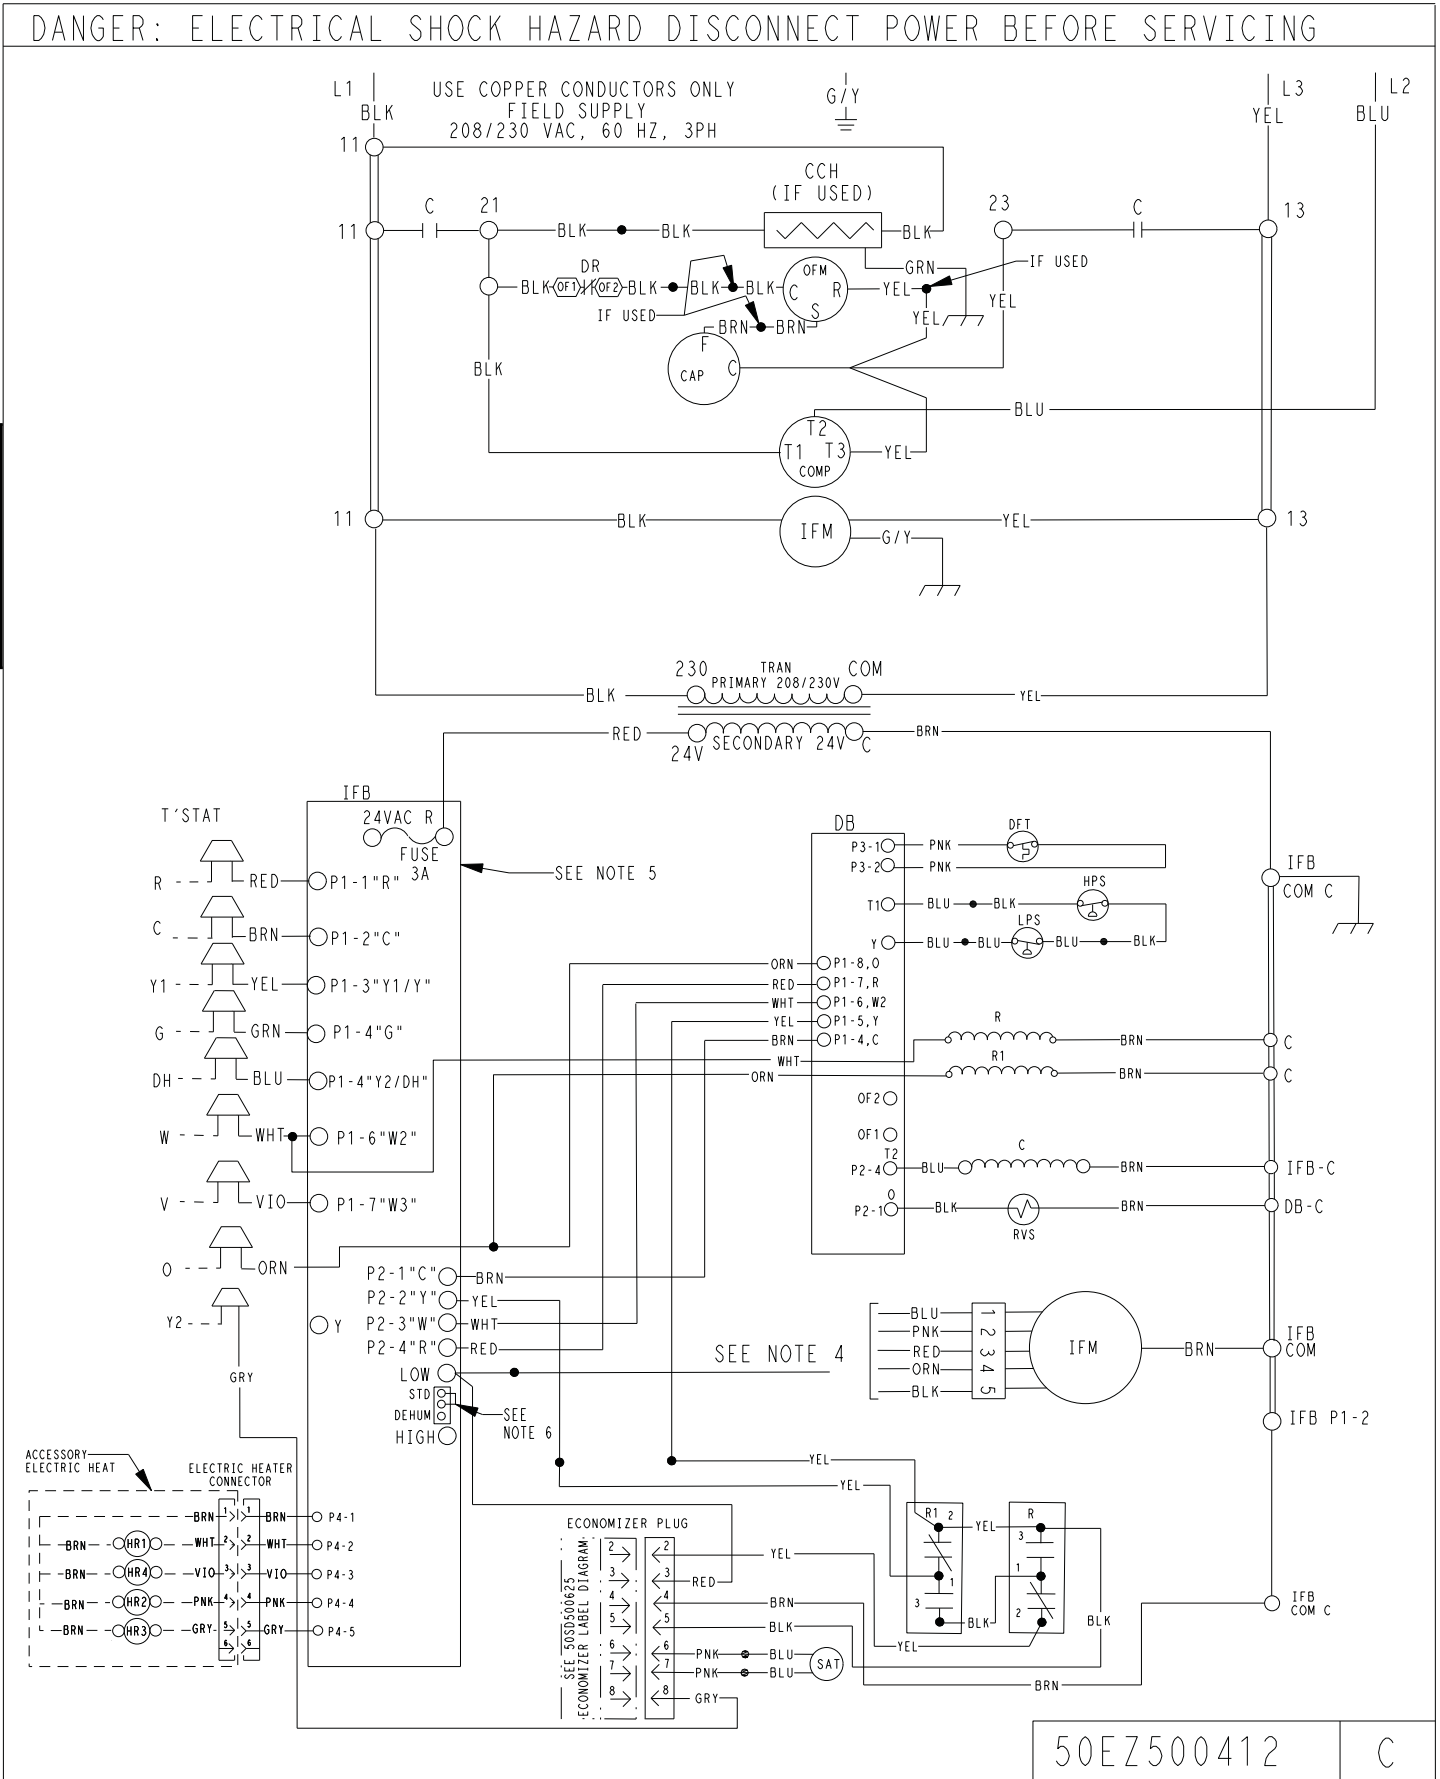 DANGER: ELECTRICAL SHOCK HAZARD DISCONNECT POWER BEFORE SERVICING
L1 USE COPPER CONDUCTORS ONLY G/Y L3 L2
BLK FIELD SUPPLY YEL BLU
208/230 VAC, 60 HZ, 3PH
11
CCH
(IF USED)
11 C 21 BLK BLK BLK 23 C 13
GRN IF USED
DR OFM
BLK OF1 OF2 BLK BLK BLK C R S YEL YEL
IF USED BRN BRN YEL
F
CAP C
BLK
BLU
T2
T1 T3 YEL
COMP
11 BLK IFM YEL 13
G/Y
230 TRAN COM
PRIMARY 208/230V
BLK YEL
RED SECONDARY 24V BRN
24V C
IFB
T'STAT 24VAC R
FUSE
3A
SEE NOTE 5
R RED P1-1"R"
C BRN P1-2"C"
Y1 YEL P1-3"Y1/Y"
G GRN P1-4"G"
DH BLU P1-4"Y2/DH"
W WHT P1-6"W2"
V VIO P1-7"W3"
O ORN
Y2 Y
GRY
P2-1"C" BRN
P2-2"Y" YEL
P2-3"W" WHT
P2-4"R" RED
LOW
STD
DEHUM
HIGH
SEE
NOTE 6
SEE NOTE 4
DB
P3-1 PNK DFT
P3-2 PNK
T1 BLU BLK HPS
Y BLU BLU LPS BLU BLK
ORN P1-8,O
RED P1-7,R
WHT P1-6,W2
YEL P1-5,Y
BRN P1-4,C
WHT R BRN C
ORN R1 BRN C
OF2
OF1
T2
P2-4 BLU C BRN IFB-C
O
P2-1 BLK RVS BRN DB-C
IFB
COM C
BLU 1
PNK 2
RED 3
ORN 4
BLK 5
IFM BRN IFB
COM
IFB P1-2
ACCESSORY
ELECTRIC HEAT
ELECTRIC HEATER
CONNECTOR
BRN 1 1 BRN P4-1
BRN HR1 WHT 2 2 WHT P4-2
BRN HR4 VIO 3 3 VIO P4-3
BRN HR2 PNK 4 4 PNK P4-4
BRN HR3 GRY 5 5 GRY P4-5
6 6
YEL
YEL
ECONOMIZER PLUG
SEE 50SD500625
ECONOMIZER LABEL DIAGRAM
2 2 YEL
3 3 RED
4 4 BRN
5 5 BLK
6 6 PNK BLU
7 7 PNK BLU
SAT
8 8 GRY
R1 2 YEL R 3
1 1
3 BLK 2
YEL
BLK
BRN
IFB
COM C
50EZ500412 C